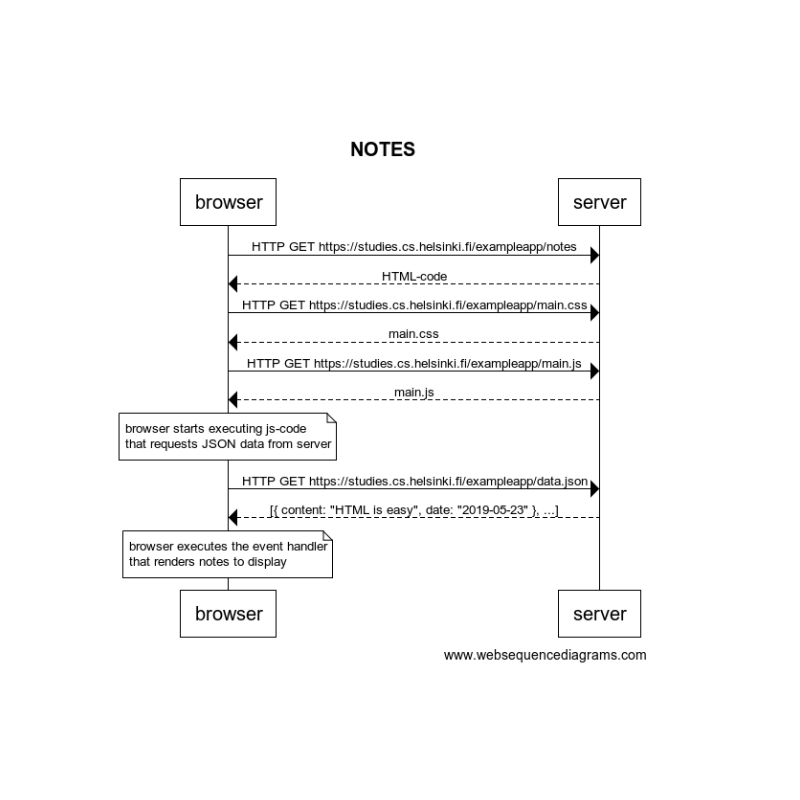 NOTES
browser
server
HTTP GET https://studies.cs.helsinki.fi/exampleapp/notes
HTML-code
HTTP GET https://studies.cs.helsinki.fi/exampleapp/main.css
main.css
HTTP GET https://studies.cs.helsinki.fi/exampleapp/main.js
main.js
browser starts executing js-code
that requests JSON data from server
HTTP GET https://studies.cs.helsinki.fi/exampleapp/data.json
[{ content: "HTML is easy", date: "2019-05-23" }, ...]
browser executes the event handler
that renders notes to display
browser
server
www.websequencediagrams.com